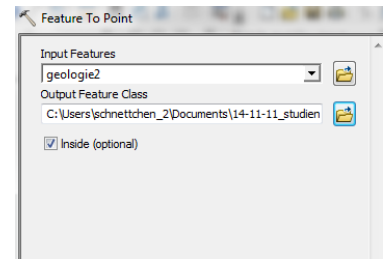 Feature To Point
Input Features
geologie2
Output Feature Class
C:\Users\schnettchen_2\Documents\14-11-11_studien
Inside (optional)